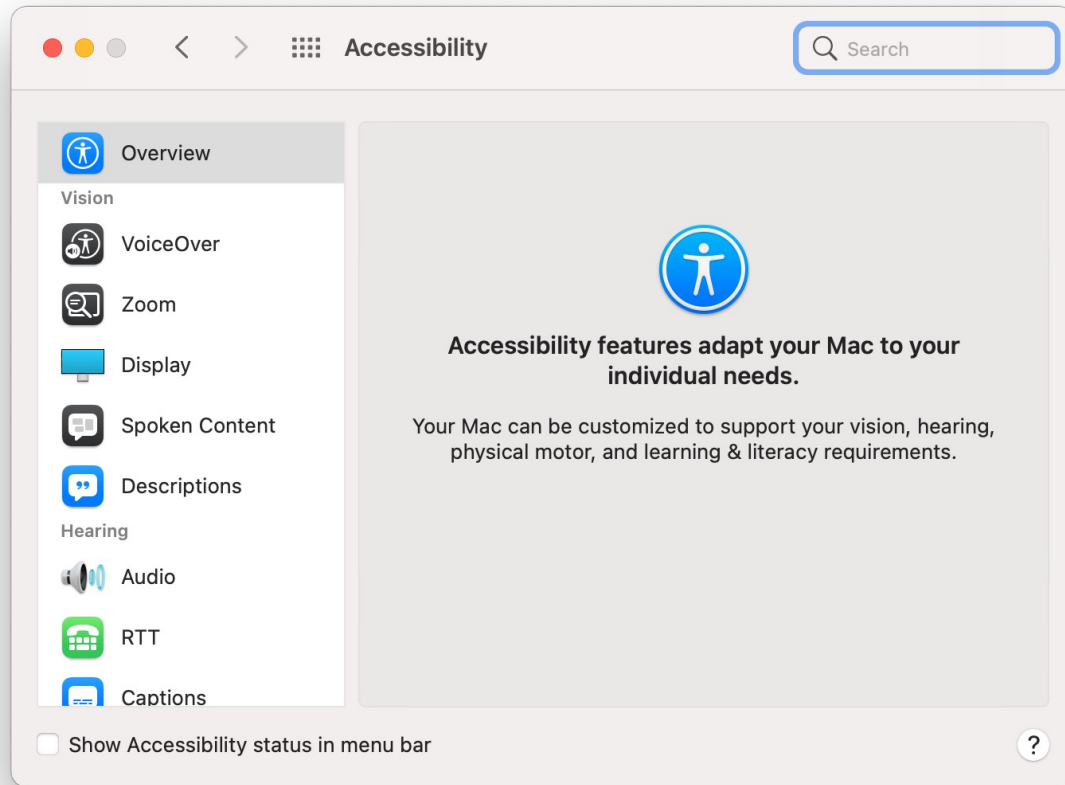 Accessibility
Search
Overview
Vision
VoiceOver
Zoom
Display
Spoken Content
Descriptions
Hearing
Audio
RTT
Captions
Accessibility features adapt your Mac to your
individual needs.
Your Mac can be customized to support your vision, hearing,
physical motor, and learning & literacy requirements.
Show Accessibility status in menu bar
?